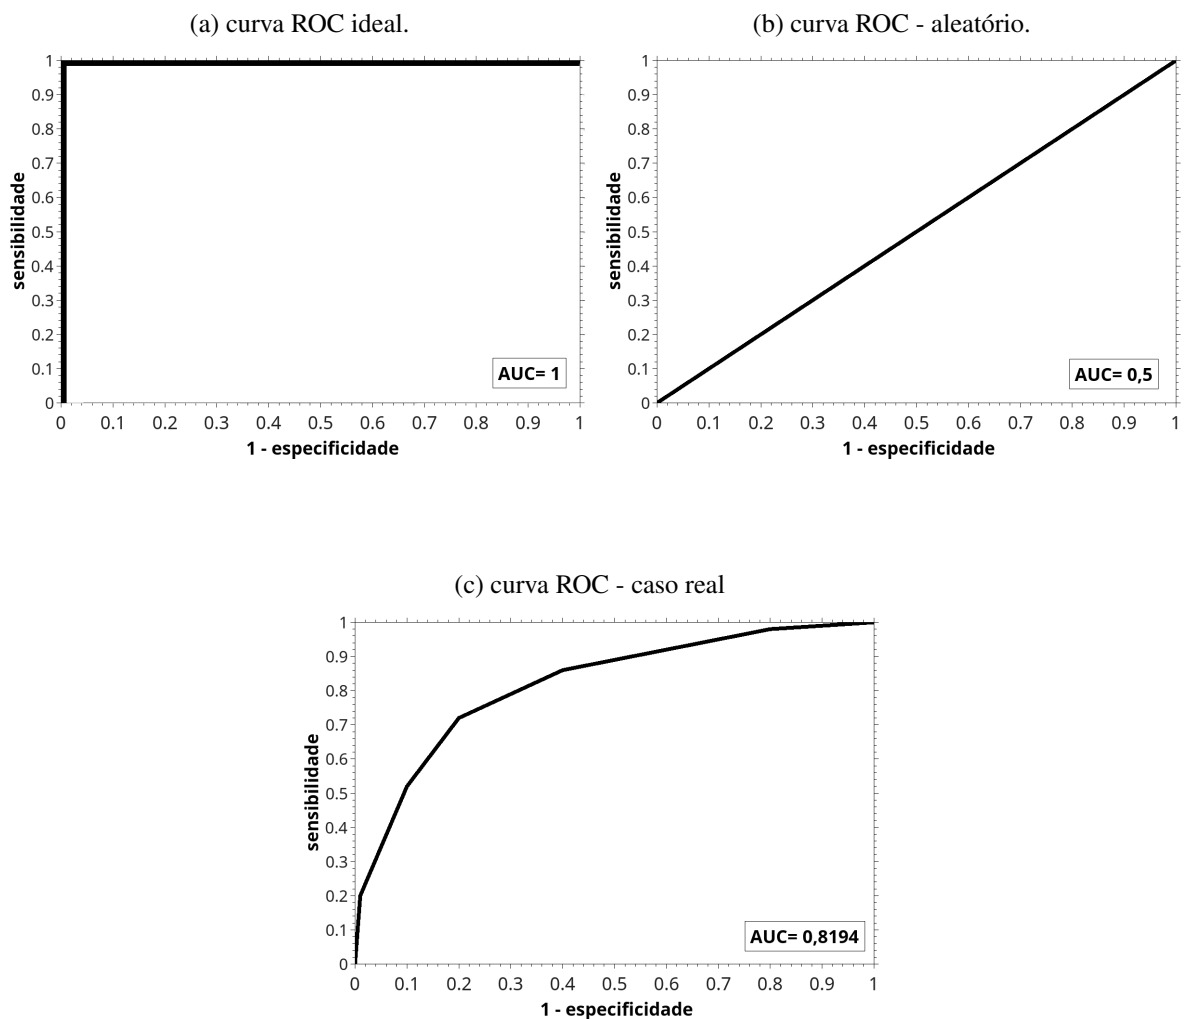 (a) curva ROC ideal.
1
0.9
0.8
0.7
0.6
0.5
0.4
0.3
0.2
0.1
0
sensibilidade
AUC= 1
0 0.1 0.2 0.3 0.4 0.5 0.6 0.7 0.8 0.9 1
1 - especificidade
(b) curva ROC - aleatório.
1
0.9
0.8
0.7
0.6
0.5
0.4
0.3
0.2
0.1
0
sensibilidade
AUC= 0,5
0 0.1 0.2 0.3 0.4 0.5 0.6 0.7 0.8 0.9 1
1 - especificidade
(c) curva ROC - caso real
1
0.9
0.8
0.7
0.6
0.5
0.4
0.3
0.2
0.1
0
sensibilidade
AUC= 0,8194
0 0.1 0.2 0.3 0.4 0.5 0.6 0.7 0.8 0.9 1
1 - especificidade